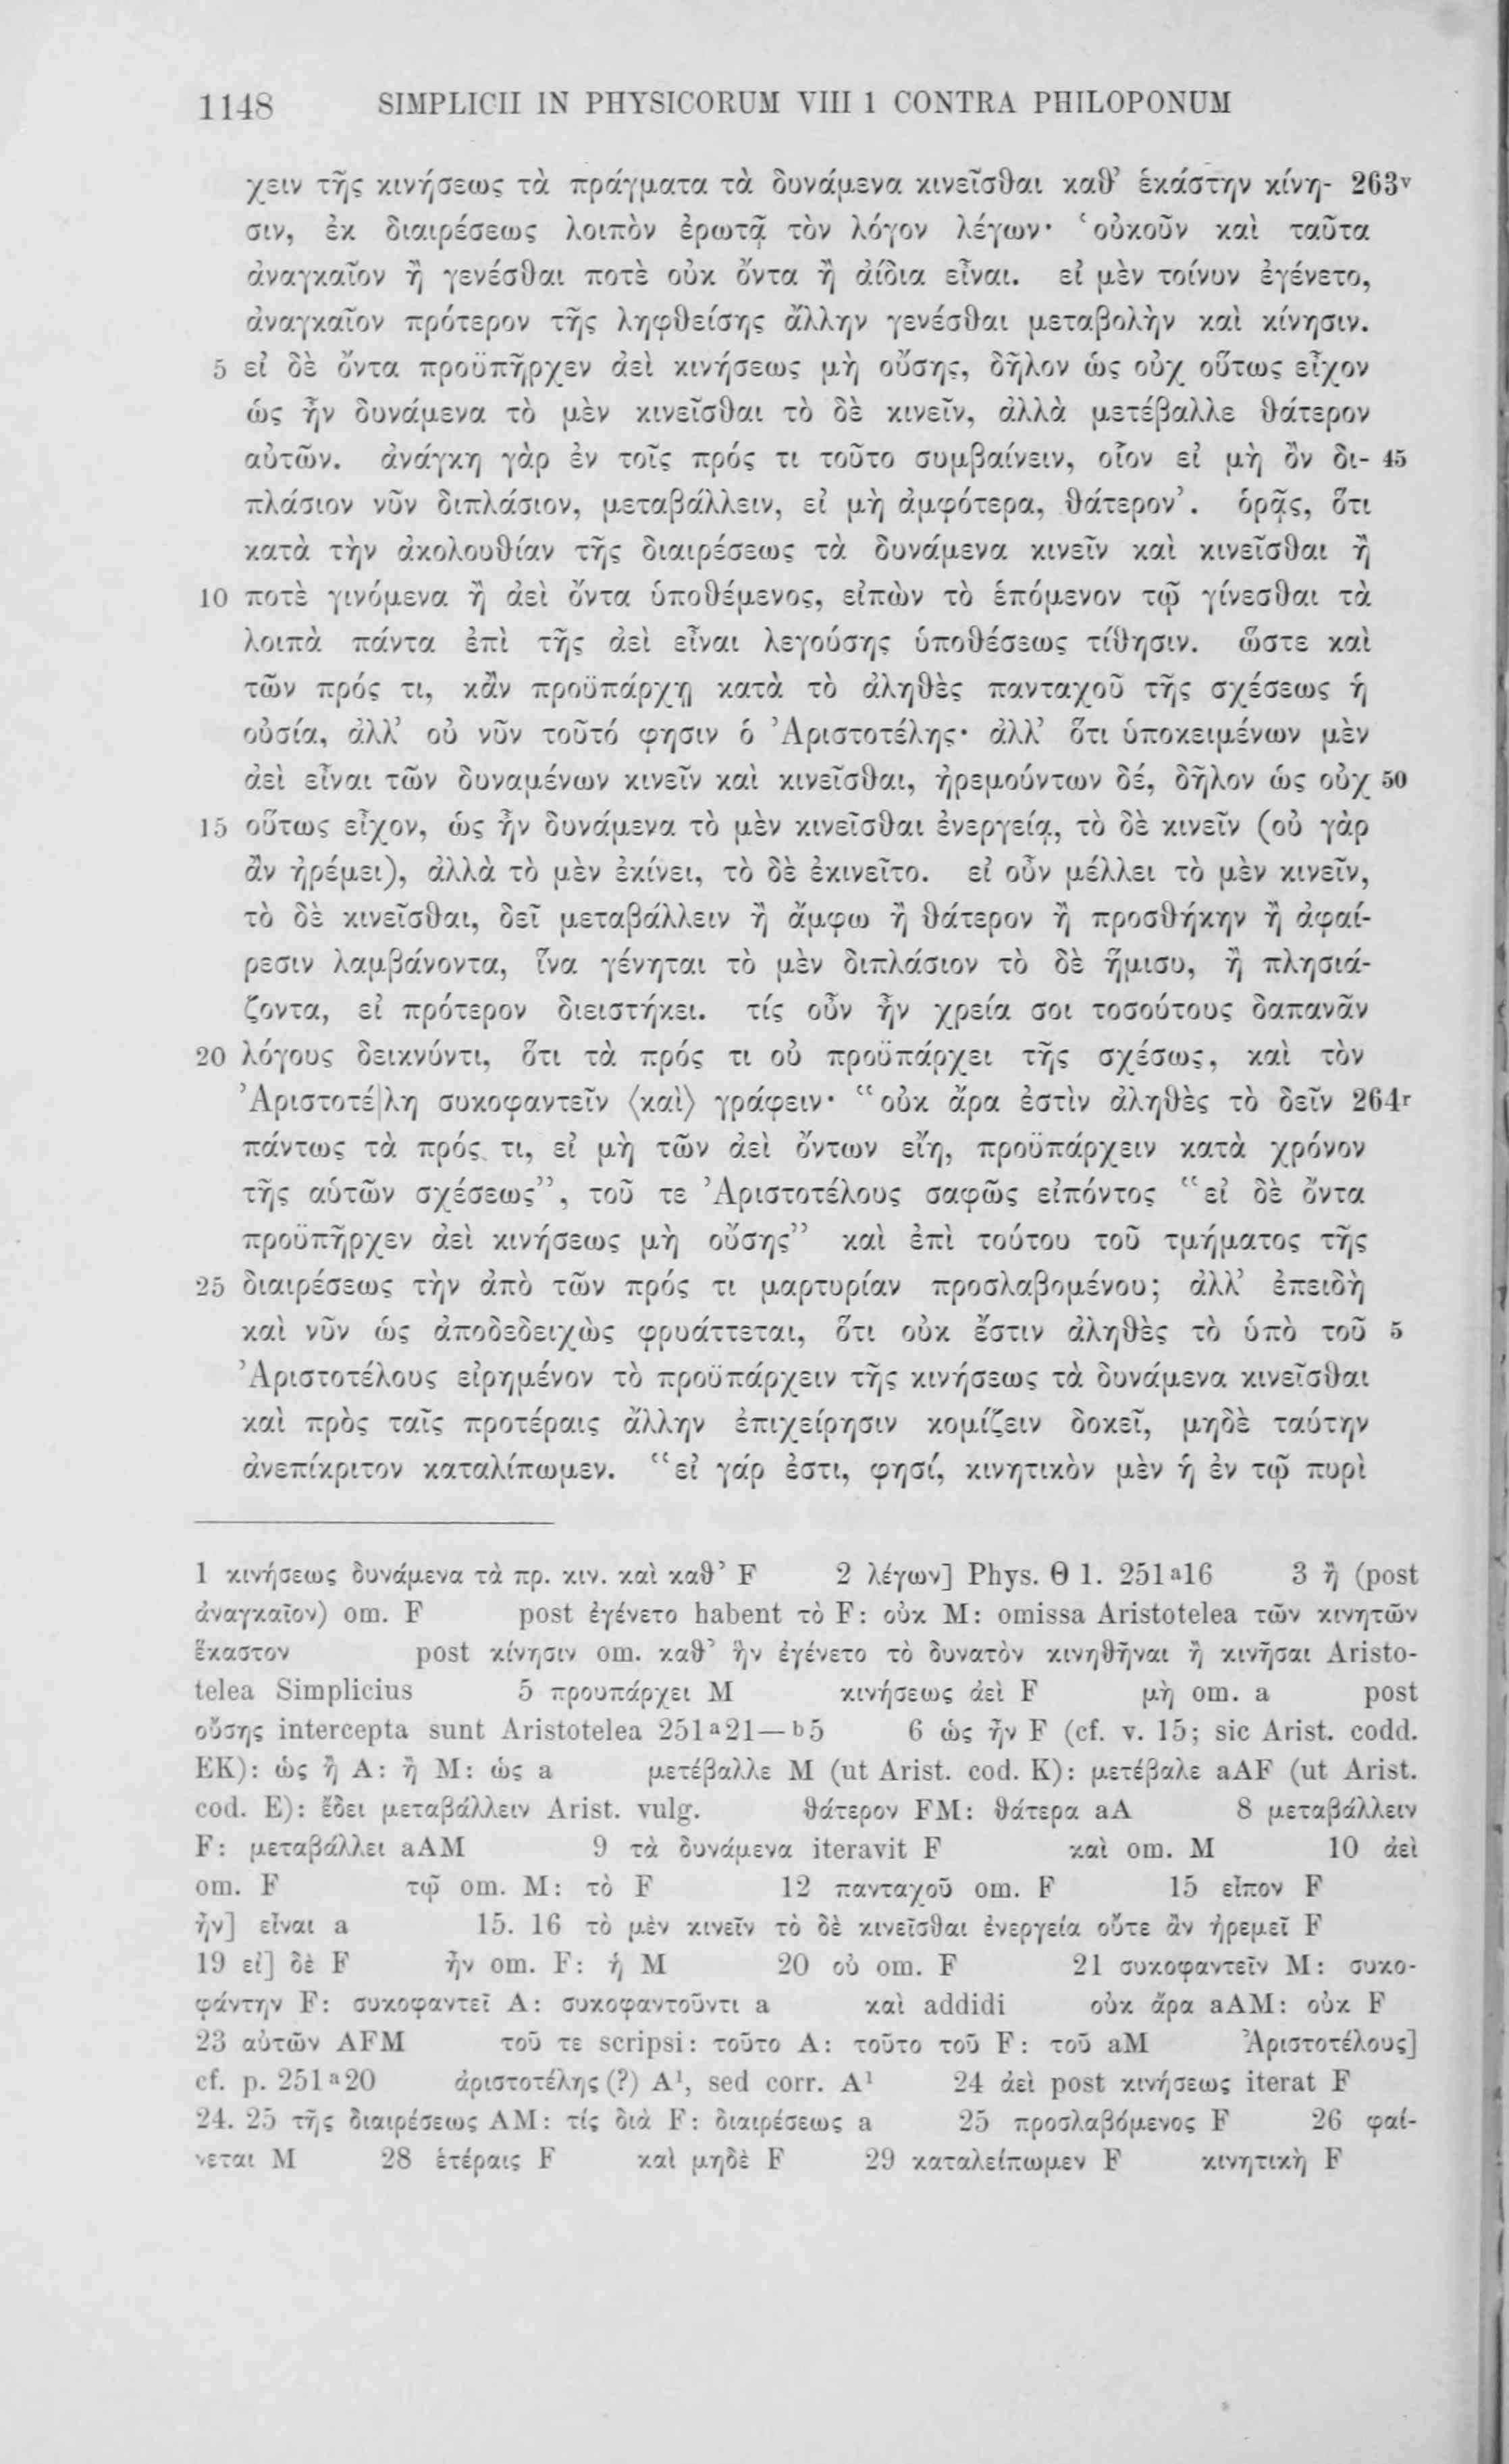 1148 SIMPLICII IN PHYSICORUM VIII 1 CONTRA PHILOPONUM
χειν τῆς κινήσεως τὰ πράγματα τὰ δυνάμενα κινεῖσθαι καθ’ ἑκάστην κίνη- 263v
σιν, ἐκ διαιρέσεως λοιπὸν ἐρωτᾷ τὸν λόγον λέγων· ‘οὐκοῦν καὶ ταῦτα
ἀναγκαῖον ἢ γενέσθαι ποτὲ οὐκ ὄντα ἢ ἀίδια εἶναι. εἰ μὲν τοίνυν ἐγένετο,
ἀναγκαῖον πρότερον τῆς ληφθείσης ἄλλην γενέσθαι μεταβολὴν καὶ κίνησιν.
5 εἰ δὲ ὄντα προϋπῆρχεν ἀεὶ κινήσεως μὴ οὔσης, δῆλον ὡς οὐχ οὕτως εἶχον
ὡς ἦν δυνάμενα τὸ μὲν κινεῖσθαι τὸ δὲ κινεῖν, ἀλλὰ μετέβαλλε θάτερον
αὐτῶν. ἀνάγκη γὰρ ἐν τοῖς πρός τι τοῦτο συμβαίνειν, οἷον εἰ μὴ ὂν δι- 45
πλάσιον νῦν διπλάσιον, μεταβάλλειν, εἰ μὴ ἀμφότερα, θάτερον’. ὁρᾷς, ὅτι
κατὰ τὴν ἀκολουθίαν τῆς διαιρέσεως τὰ δυνάμενα κινεῖν καὶ κινεῖσθαι ἢ
10 ποτὲ γινόμενα ἢ ἀεὶ ὄντα ὑποθέμενος, εἰπὼν τὸ ἑπόμενον τῷ γίνεσθαι τὰ
λοιπὰ πάντα ἐπὶ τῆς ἀεὶ εἶναι λεγούσης ὑποθέσεως τίθησιν. ὥστε καὶ
τῶν πρός τι, κἂν προϋπάρχῃ κατὰ τὸ ἀληθὲς πανταχοῦ τῆς σχέσεως ἡ
οὐσία, ἀλλ’ οὐ νῦν τοῦτό φησιν ὁ Ἀριστοτέλης· ἀλλ’ ὅτι ὑποκειμένων μὲν
ἀεὶ εἶναι τῶν δυναμένων κινεῖν καὶ κινεῖσθαι, ἠρεμούντων δέ, δῆλον ὡς οὐχ 50
15 οὕτως εἶχον, ὡς ἦν δυνάμενα τὸ μὲν κινεῖσθαι ἐνεργείᾳ, τὸ δὲ κινεῖν (οὐ γὰρ
ἂν ἠρέμει), ἀλλὰ τὸ μὲν ἐκίνει, τὸ δὲ ἐκινεῖτο. εἰ οὖν μέλλει τὸ μὲν κινεῖν,
τὸ δὲ κινεῖσθαι, δεῖ μεταβάλλειν ἢ ἄμφω ἢ θάτερον ἢ προσθήκην ἢ ἀφαί-
ρεσιν λαμβάνοντα, ἵνα γένηται τὸ μὲν διπλάσιον τὸ δὲ ἥμισυ, ἢ πλησιά-
ζοντα, εἰ πρότερον διειστήκει. τίς οὖν ἦν χρεία σοι τοσούτους δαπανᾶν
20 λόγους δεικνύντι, ὅτι τὰ πρός τι οὐ προϋπάρχει τῆς σχέσως, καὶ τὸν
Ἀριστοτέ|λη συκοφαντεῖν ⟨καὶ⟩ γράφειν· “οὐκ ἄρα ἐστὶν ἀληθὲς τὸ δεῖν 264r
πάντως τὰ πρός τι, εἰ μὴ τῶν ἀεὶ ὄντων εἴη, προϋπάρχειν κατὰ χρόνον
τῆς αὑτῶν σχέσεως”, τοῦ τε Ἀριστοτέλους σαφῶς εἰπόντος “εἰ δὲ ὄντα
προϋπῆρχεν ἀεὶ κινήσεως μὴ οὔσης” καὶ ἐπὶ τούτου τοῦ τμήματος τῆς
25 διαιρέσεως τὴν ἀπὸ τῶν πρός τι μαρτυρίαν προσλαβομένου; ἀλλ’ ἐπειδὴ
καὶ νῦν ὡς ἀποδεδειχὼς φρυάττεται, ὅτι οὐκ ἔστιν ἀληθὲς τὸ ὑπὸ τοῦ 5
Ἀριστοτέλους εἰρημένον τὸ προϋπάρχειν τῆς κινήσεως τὰ δυνάμενα κινεῖσθαι
καὶ πρὸς ταῖς προτέραις ἄλλην ἐπιχείρησιν κομίζειν δοκεῖ, μηδὲ ταύτην
ἀνεπίκριτον καταλίπωμεν. “εἰ γάρ ἐστι, φησί, κινητικὸν μὲν ἡ ἐν τῷ πυρὶ
1 κινήσεως δυνάμενα τὰ πρ. κιν. καὶ καθ’ F 2 λέγων] Phys. Θ 1. 251a16 3 ἢ (post
ἀναγκαῖον) om. F post ἐγένετο habent τὸ F: οὐκ M: omissa Aristotelea τῶν κινητῶν
ἕκαστον post κίνησιν om. καθ’ ἣν ἐγένετο τὸ δυνατὸν κινηθῆναι ἢ κινῆσαι Aristo-
telea Simplicius 5 προυπάρχει M κινήσεως ἀεὶ F μὴ om. a post
οὔσης intercepta sunt Aristotelea 251a21—b5 6 ὡς ἦν F (cf. v. 15; sic Arist. codd.
EK): ὡς ἢ A: ἢ M: ὡς a μετέβαλλε M (ut Arist. cod. K): μετέβαλε aAF (ut Arist.
cod. E): ἔδει μεταβάλλειν Arist. vulg. θάτερον FM: θάτερα aA 8 μεταβάλλειν
F: μεταβάλλει aAM 9 τὰ δυνάμενα iteravit F καὶ om. M 10 ἀεὶ
om. F τῷ om. M: τὸ F 12 πανταχοῦ om. F 15 εἶπον F
ἦν] εἶναι a 15. 16 τὸ μὲν κινεῖν τὸ δὲ κινεῖσθαι ἐνεργεία οὔτε ἂν ἠρεμεῖ F
19 εἰ] δὲ F ἦν om. F: ἡ M 20 οὐ om. F 21 συκοφαντεῖν M: συκο-
φάντην F: συκοφαντεῖ A: συκοφαντοῦντι a καὶ addidi οὐκ ἄρα aAM: οὐκ F
23 αὐτῶν AFM τοῦ τε scripsi: τοῦτο A: τοῦτο τοῦ F: τοῦ aM Ἀριστοτέλους]
cf. p. 251a20 ἀριστοτέλης (?) A1, sed corr. A1 24 ἀεὶ post κινήσεως iterat F
24. 25 τῆς διαιρέσεως AM: τίς διὰ F: διαιρέσεως a 25 προσλαβόμενος F 26 φαί-
νεται M 28 ἑτέραις F καὶ μηδὲ F 29 καταλείπωμεν F κινητικὴ F